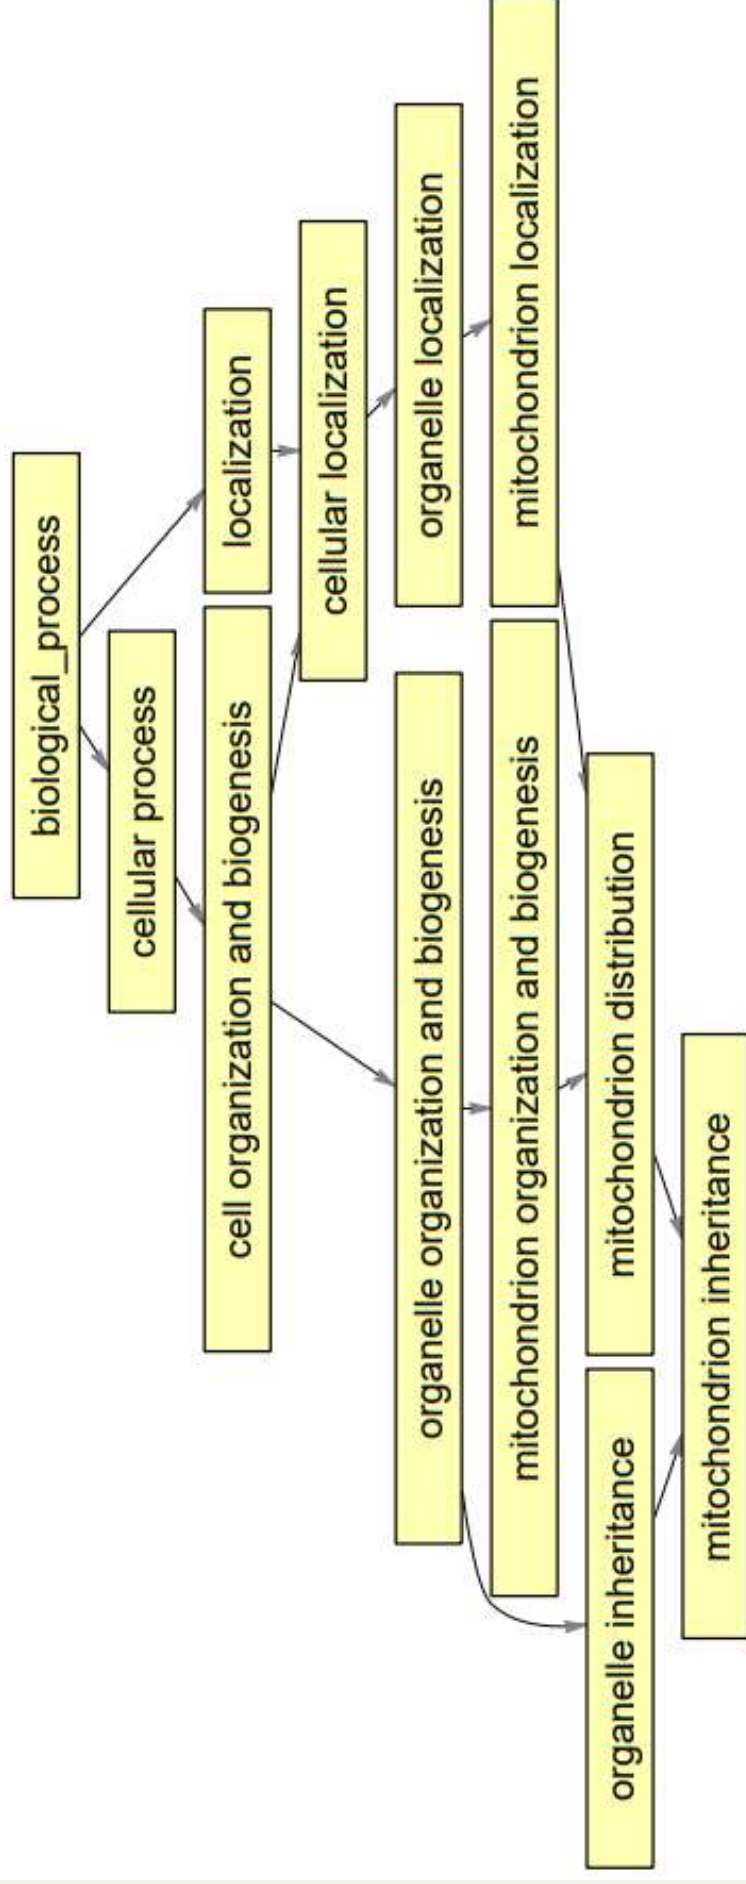 biological_process
cellular process
cell organization and biogenesis
localization
cellular localization
organelle organization and biogenesis
organelle localization
mitochondrion organization and biogenesis
mitochondrion localization
organelle inheritance
mitochondrion distribution
mitochondrion inheritance